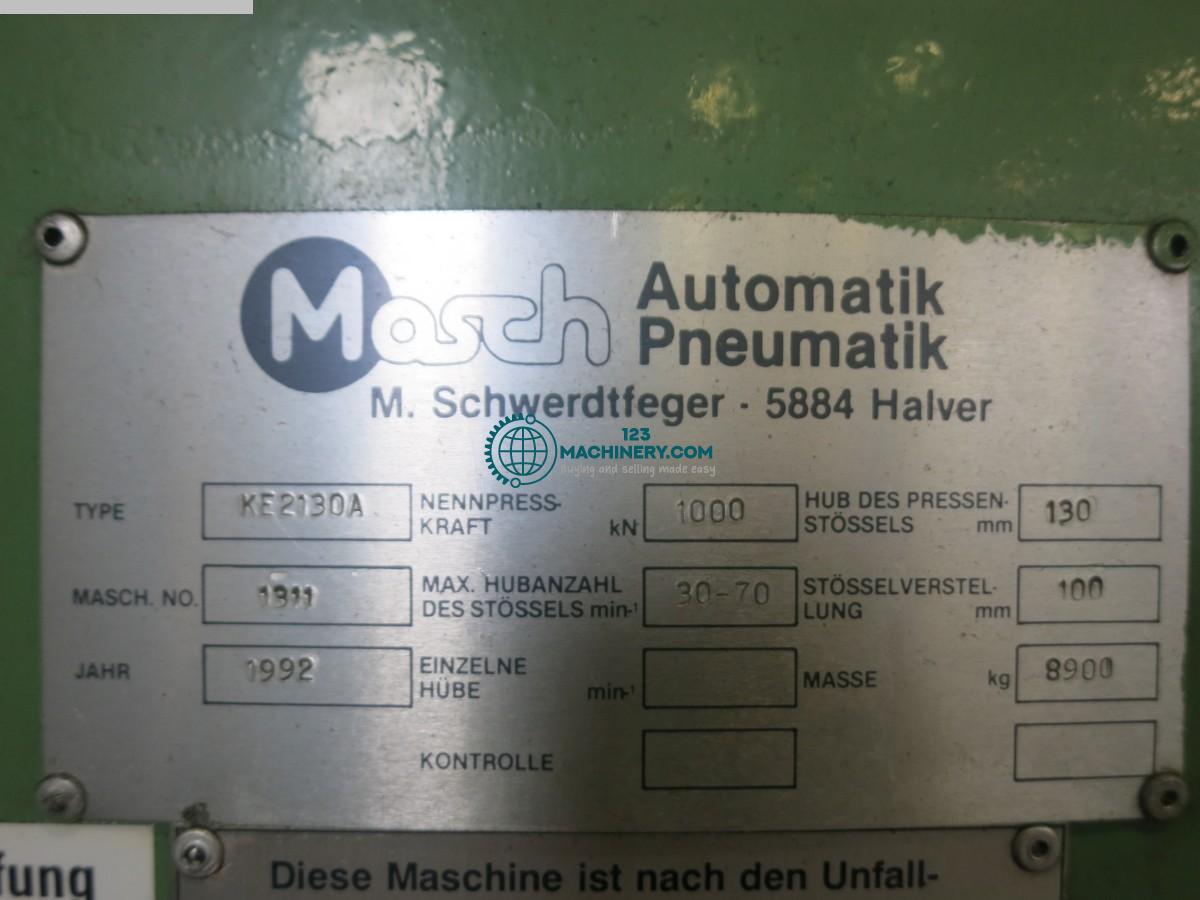 Masch Automatik
Pneumatik
M. Schwerdtfeger · 5884 Halver
123
MACHINERY.COM
Buying and selling made easy
TYPE KE2130A NENNPRESS-KRAFT kN 1000 HUB DES PRESSEN-STÖSSELS mm 130
MASCH. NO. 1311 MAX. HUBANZAHL DES STÖSSELS min-¹ 30-70 STÖSSELVERSTEL-LUNG mm 100
JAHR 1992 EINZELNE HÜBE min-¹ MASSE kg 8900
KONTROLLE
fung
Diese Maschine ist nach den Unfall-